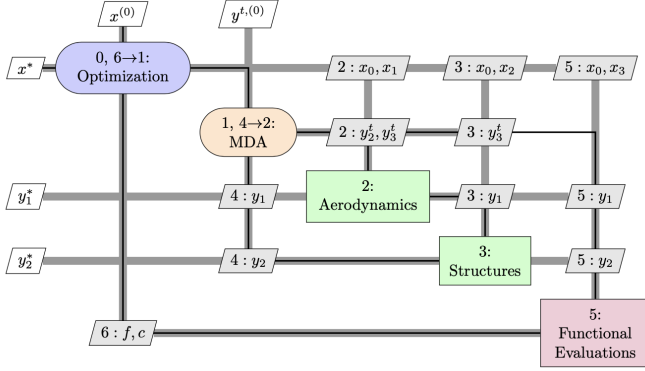 x^{(0)}
y^{t,(0)}
x^*
0, 6→1:
Optimization
2 : x_0, x_1
3 : x_0, x_2
5 : x_0, x_3
1, 4→2:
MDA
2 : y_2^t, y_3^t
3 : y_3^t
y_1^*
4 : y_1
2:
Aerodynamics
3 : y_1
5 : y_1
y_2^*
4 : y_2
3:
Structures
5 : y_2
6 : f, c
5:
Functional
Evaluations